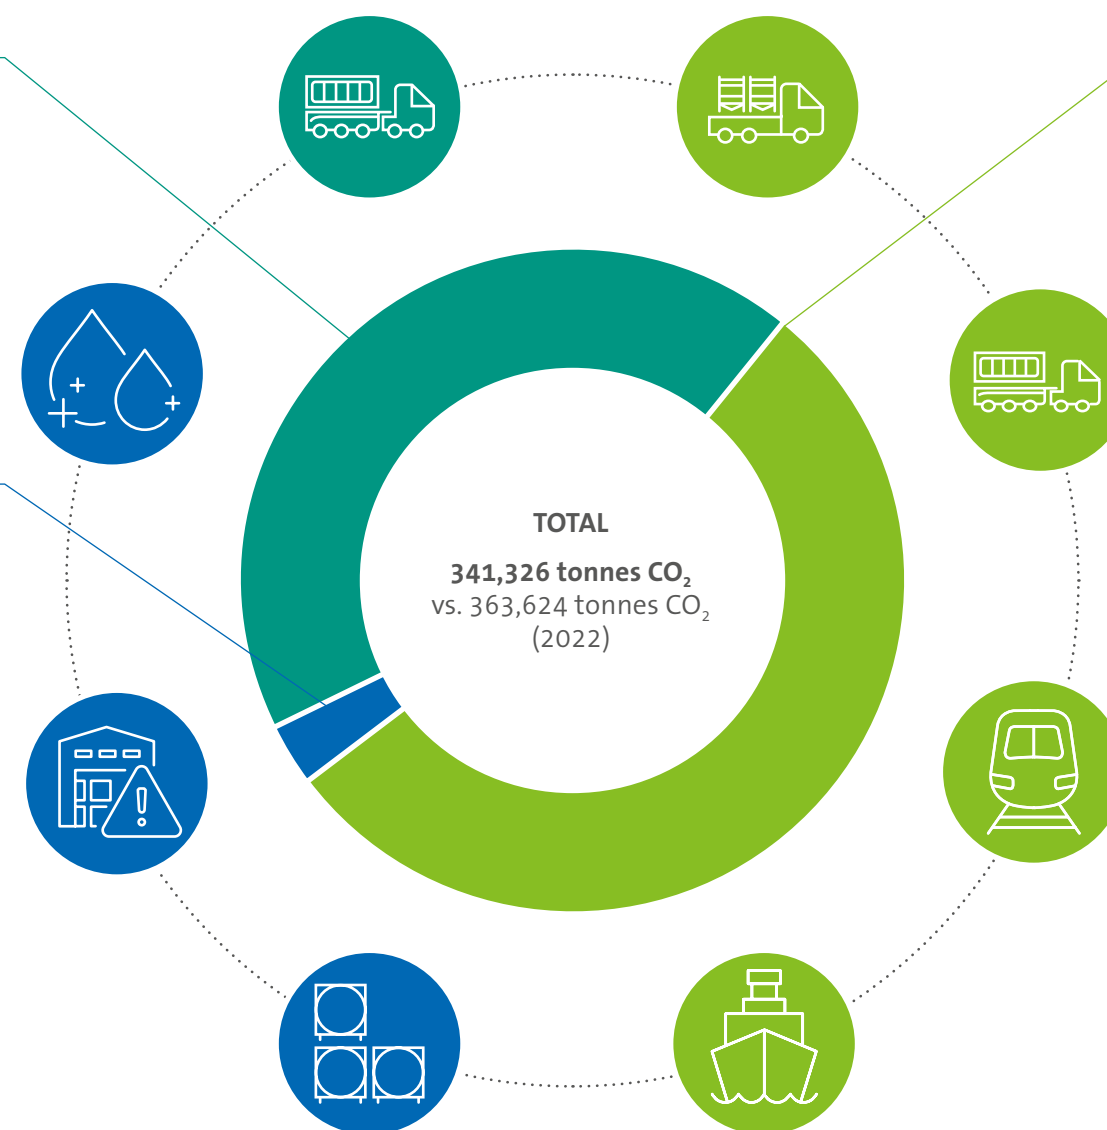 TOTAL
341,326 tonnes CO₂
vs. 363,624 tonnes CO₂
(2022)